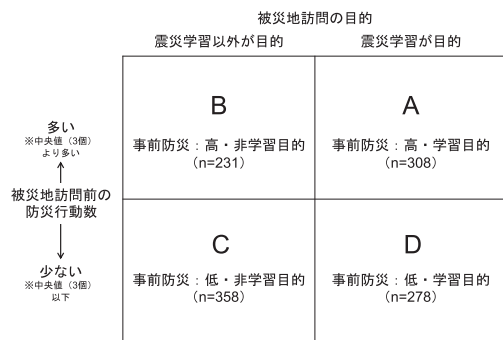 被災地訪問の目的
震災学習以外が目的
震災学習が目的
多い
※中央値（3個）
より多い
被災地訪問前の
防災行動数
少ない
※中央値（3個）
以下
B
事前防災：高・非学習目的
（n=231）
A
事前防災：高・学習目的
（n=308）
C
事前防災：低・非学習目的
（n=358）
D
事前防災：低・学習目的
（n=278）